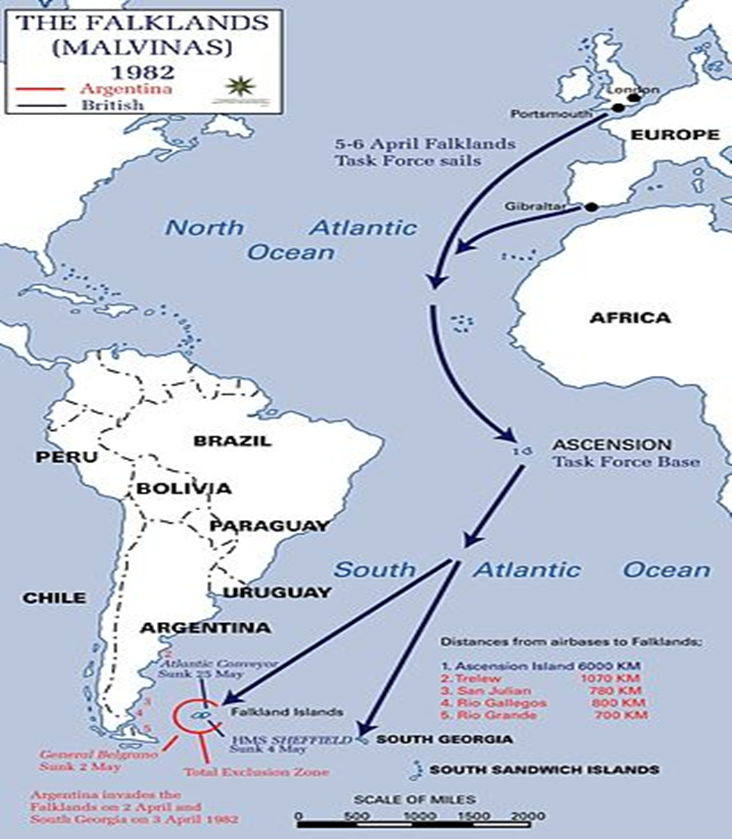 THE FALKLANDS
(MALVINAS)
1982
Argentina
British
London
Portsmouth
EUROPE
5-6 April Falklands
Task Force sails
Gibraltar
North Atlantic
Ocean
AFRICA
BRAZIL
PERU
ASCENSION
Task Force Base
1
BOLIVIA
PARAGUAY
South Atlantic Ocean
CHILE
URUGUAY
ARGENTINA
Distances from airbases to Falklands;
1. Ascension Island 6000 KM
2. Trelew 1070 KM
3. San Julian 780 KM
4. Rio Gallegos 800 KM
5. Rio Grande 700 KM
2
Atlantic Conveyor
Sunk 25 May
3
4
5
Falkland Islands
HMS SHEFFIELD
Sunk 4 May
SOUTH GEORGIA
General Belgrano
Sunk 2 May
Total Exclusion Zone
SOUTH SANDWICH ISLANDS
Argentina invades the
Falklands on 2 April and
South Georgia on 3 April 1982
SCALE OF MILES
0 500 1000 1500 2000